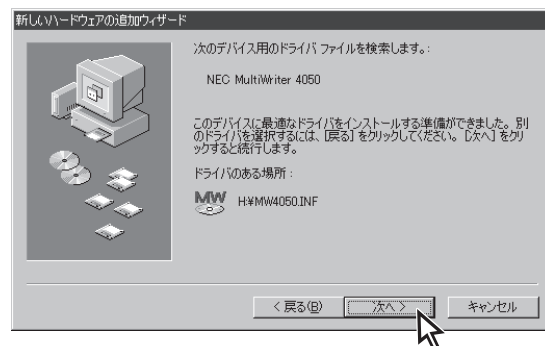 新しいハードウェアの追加ウィザード
次のデバイス用のドライバ ファイルを検索します。:
NEC MultiWriter 4050
このデバイスに最適なドライバをインストールする準備ができました。別
のドライバを選択するには、[戻る] をクリックしてください。[次へ] をクリ
ックすると続行します。
ドライバのある場所:
MW
H:¥MW4050.INF
< 戻る(B)
次へ >
キャンセル